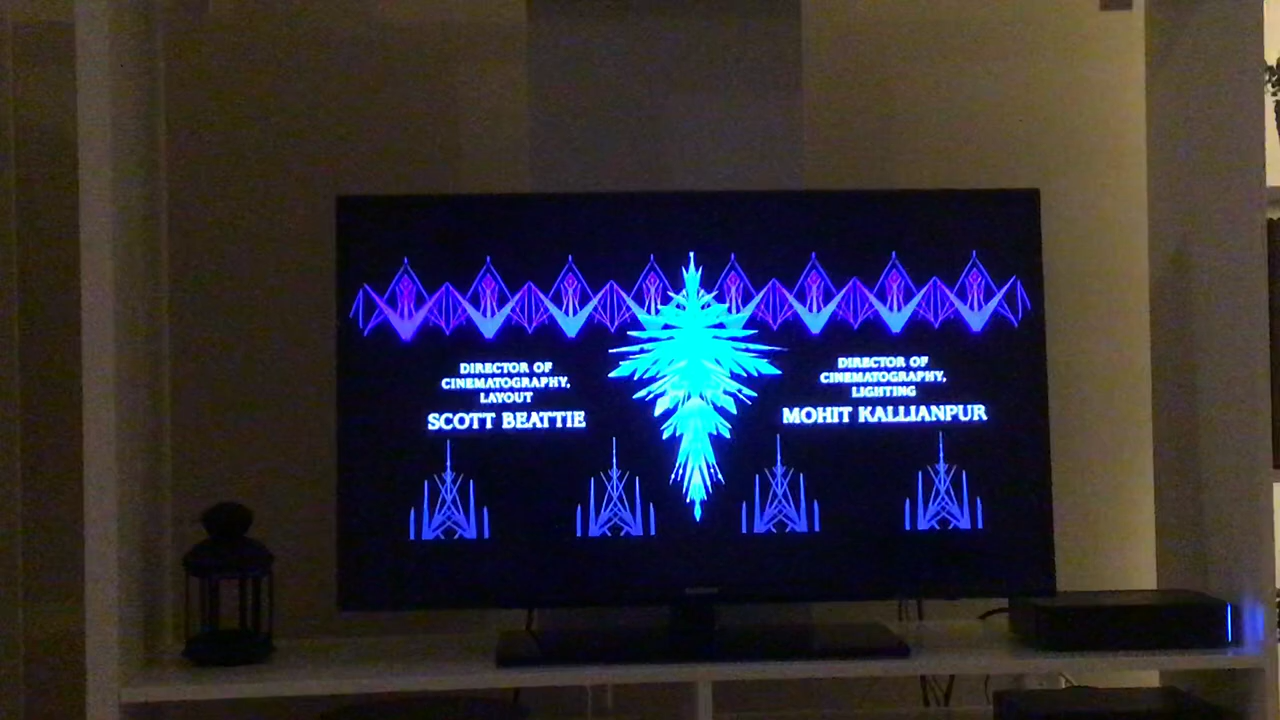 DIRECTOR OF
CINEMATOGRAPHY,
LAYOUT
SCOTT BEATTIE
DIRECTOR OF
CINEMATOGRAPHY,
LIGHTING
MOHIT KALLIANPUR